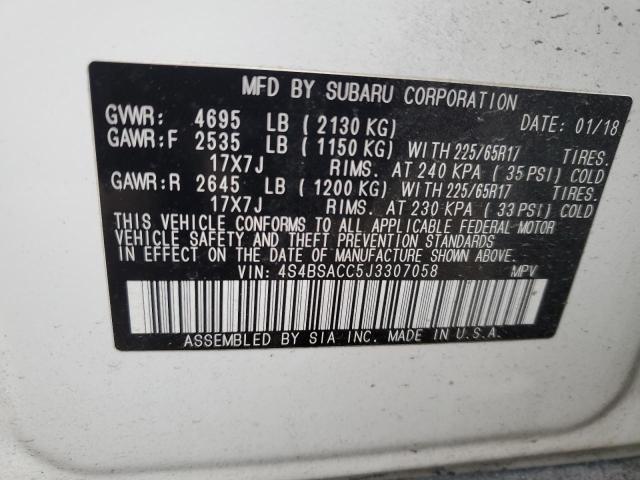 MFD BY SUBARU CORPORATION
GVWR: 4695 LB ( 2130 KG) DATE: 01/18
GAWR:F 2535 LB ( 1150 KG) WITH 225/65R17 TIRES.
17X7J RIMS. AT 240 KPA ( 35 PSI) COLD
GAWR:R 2645 LB ( 1200 KG) WITH 225/65R17 TIRES.
17X7J RIMS. AT 230 KPA ( 33 PSI) COLD
THIS VEHICLE CONFORMS TO ALL APPLICABLE FEDERAL MOTOR
VEHICLE SAFETY AND THEFT PREVENTION STANDARDS
IN EFFECT ON THE DATE OF MANUFACTURE SHOWN ABOVE.
VIN: 4S4BSACC5J3307058 MPV
ASSEMBLED BY SIA INC. MADE IN U.S.A.